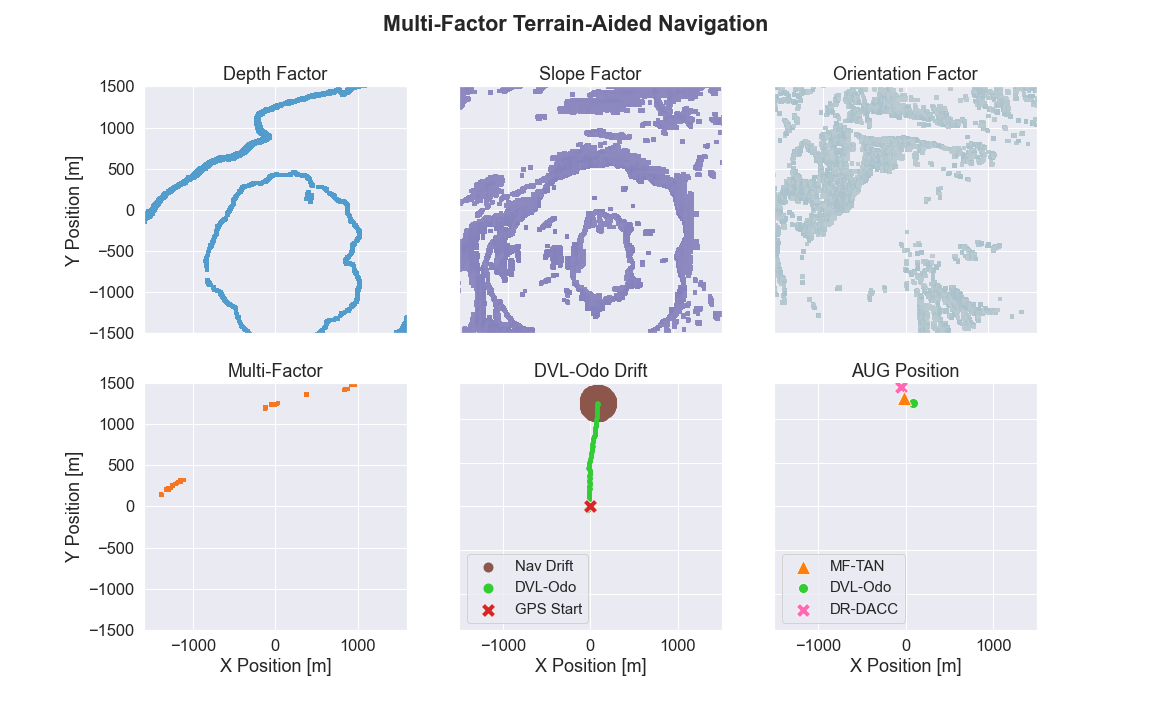 Multi-Factor Terrain-Aided Navigation
Depth Factor
Slope Factor
Orientation Factor
1500
1000
500
0
−500
−1000
−1500
Y Position [m]
Multi-Factor
DVL-Odo Drift
AUG Position
1500
1000
500
0
−500
−1000
−1500
Y Position [m]
Nav Drift
DVL-Odo
GPS Start
MF-TAN
DVL-Odo
DR-DACC
−1000 0 1000
−1000 0 1000
−1000 0 1000
X Position [m]
X Position [m]
X Position [m]